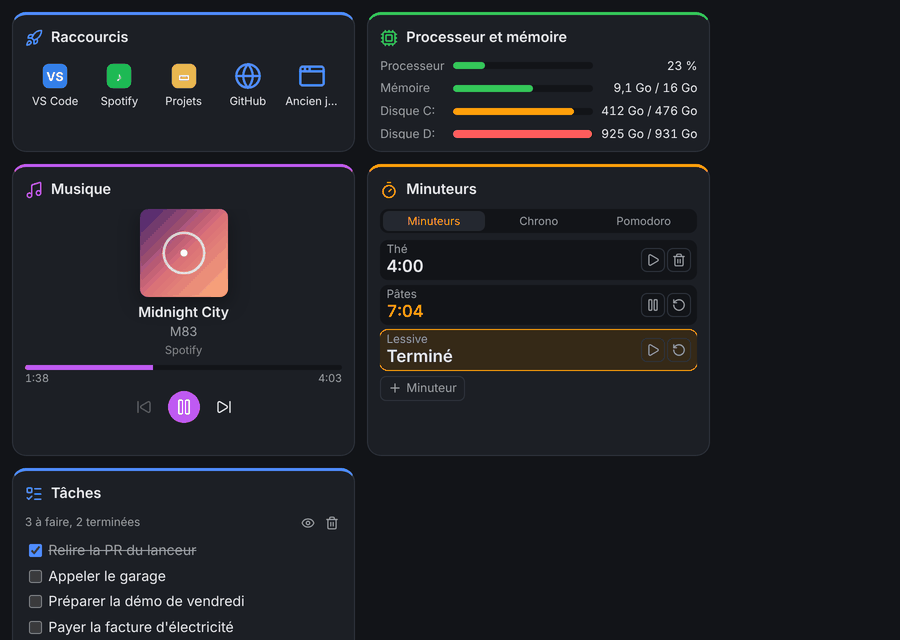 Raccourcis
VS
VS Code
Spotify
Projets
GitHub
Ancien j...
Processeur et mémoire
Processeur 23 %
Mémoire 9,1 Go / 16 Go
Disque C: 412 Go / 476 Go
Disque D: 925 Go / 931 Go
Musique
Midnight City
M83
Spotify
1:38 4:03
Minuteurs
Minuteurs Chrono Pomodoro
Thé
4:00
Pâtes
7:04
Lessive
Terminé
+ Minuteur
Tâches
3 à faire, 2 terminées
Relire la PR du lanceur
Appeler le garage
Préparer la démo de vendredi
Payer la facture d'électricité